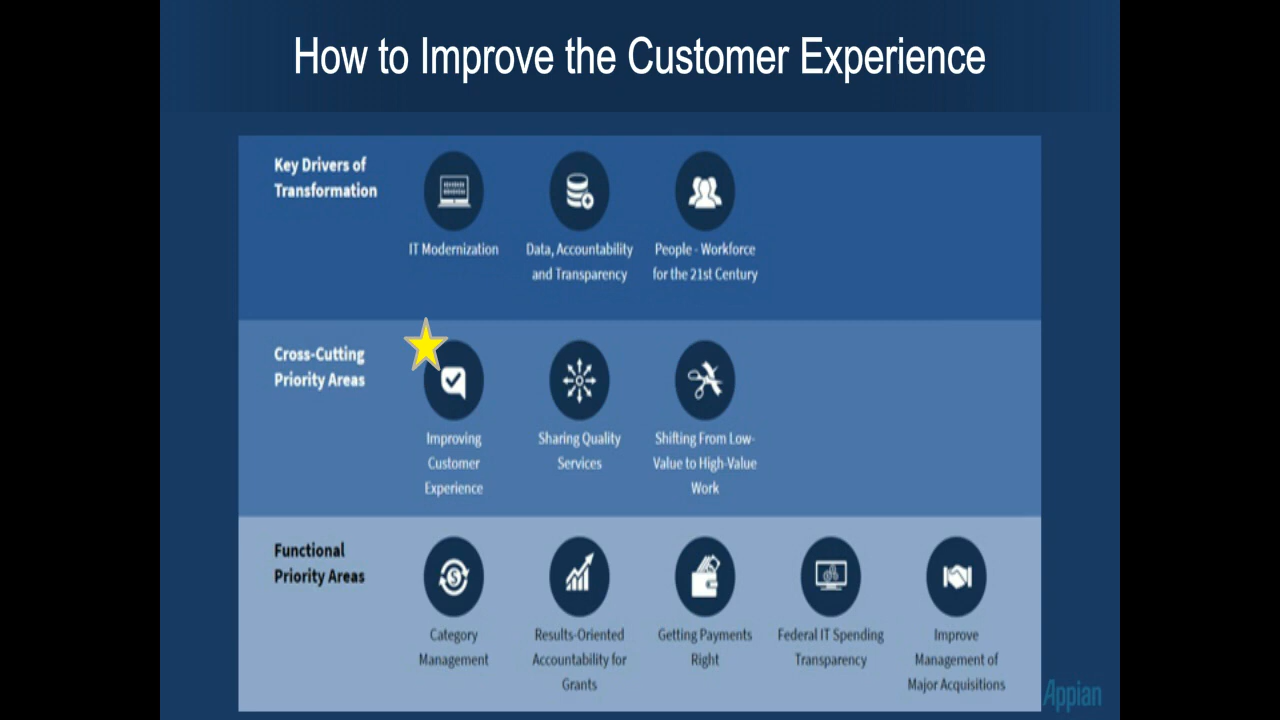 How to Improve the Customer Experience
Key Drivers of
Transformation
IT Modernization
Data, Accountability
and Transparency
People - Workforce
for the 21st Century
Cross-Cutting
Priority Areas
Improving
Customer
Experience
Sharing Quality
Services
Shifting From Low-
Value to High-Value
Work
Functional
Priority Areas
Category
Management
Results-Oriented
Accountability for
Grants
Getting Payments
Right
Federal IT Spending
Transparency
Improve
Management of
Major Acquisitions
Appian